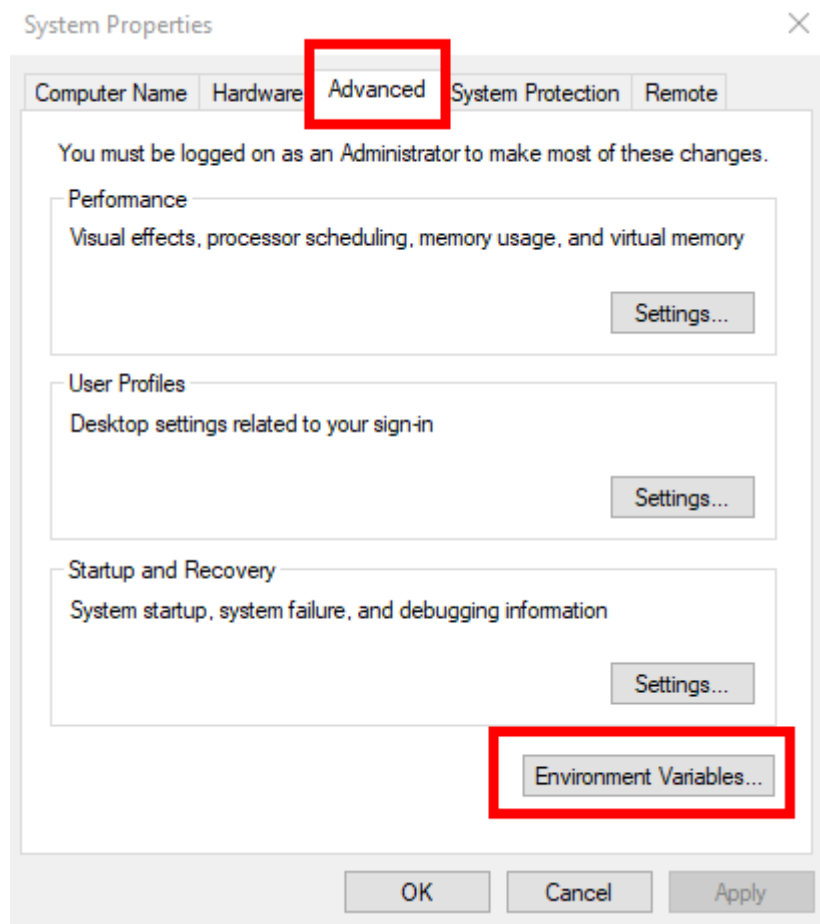 System Properties
Computer Name Hardware Advanced System Protection Remote
You must be logged on as an Administrator to make most of these changes.
Performance
Visual effects, processor scheduling, memory usage, and virtual memory
Settings...
User Profiles
Desktop settings related to your sign-in
Settings...
Startup and Recovery
System startup, system failure, and debugging information
Settings...
Environment Variables...
OK Cancel Apply